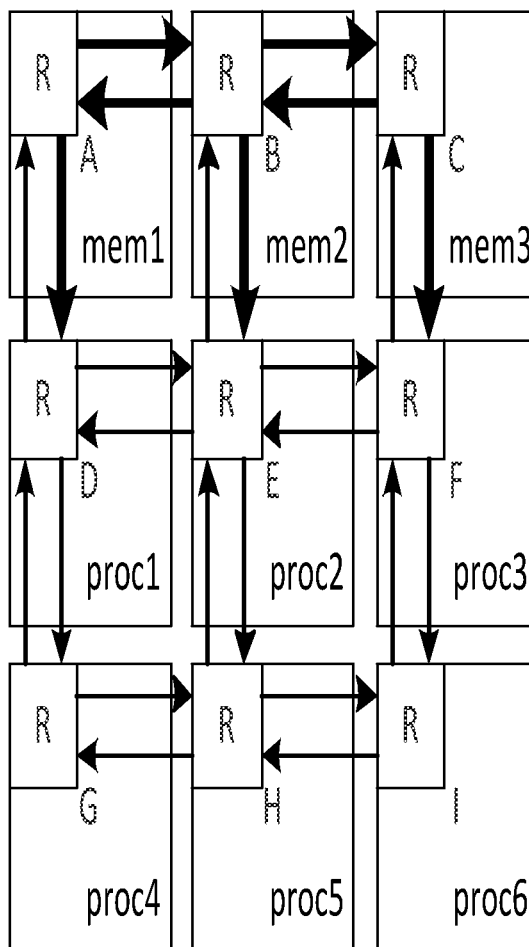 R R R
A B C
mem1 mem2 mem3
R R R
D E F
proc1 proc2 proc3
R R R
G H I
proc4 proc5 proc6